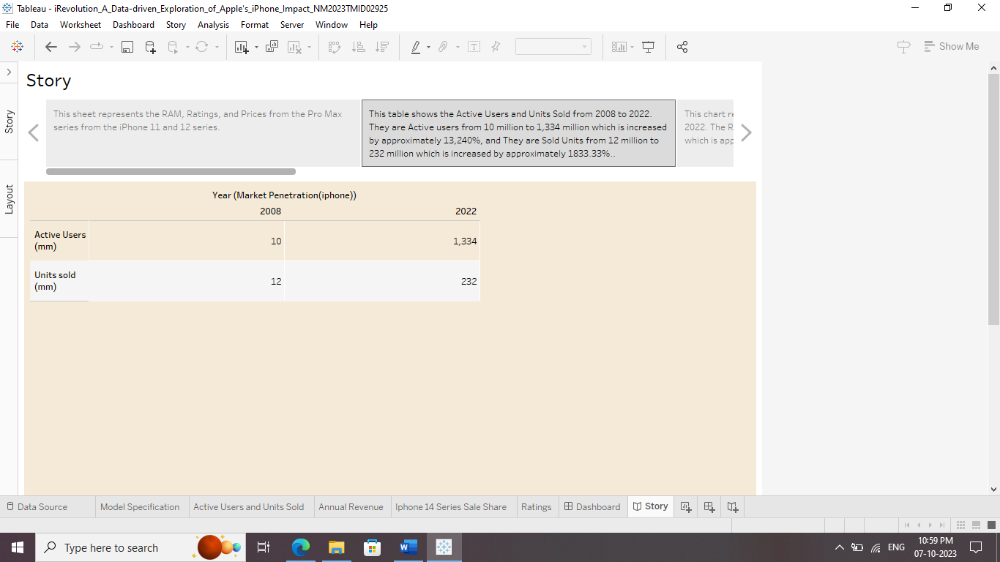 Tableau - iRevolution_A_Data-driven_Exploration_of_Apple's_iPhone_Impact_NM2023TMID02925
File Data Worksheet Dashboard Story Analysis Format Server Window Help
Show Me
Story
Layout
Story
This sheet represents the RAM, Ratings, and Prices from the Pro Max
series from the iPhone 11 and 12 series.
This table shows the Active Users and Units Sold from 2008 to 2022.
They are Active users from 10 million to 1,334 million which is increased
by approximately 13,240%, and They are Sold Units from 12 million to
232 million which is increased by approximately 1833.33%..
This chart re
2022. The R
which is app
Year (Market Penetration(iphone))
2008 2022
Active Users
(mm) 10 1,334
Units sold
(mm) 12 232
Data Source Model Specification Active Users and Units Sold Annual Revenue Iphone 14 Series Sale Share Ratings Dashboard Story
Type here to search
ENG
10:59 PM
07-10-2023